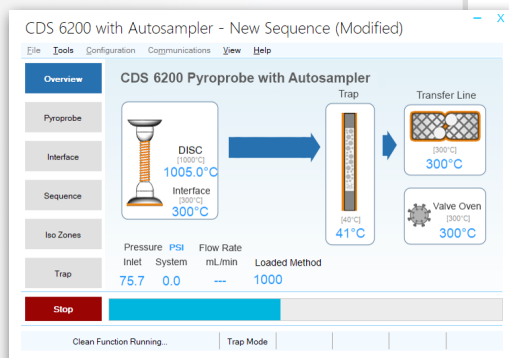 CDS 6200 with Autosampler - New Sequence (Modified)
File Tools Configuration Communications View Help
Overview
Pyroprobe
Interface
Sequence
Iso Zones
Trap
Stop
CDS 6200 Pyroprobe with Autosampler
DISC
[1000°C]
1005.0°C
Interface
[300°C]
300°C
Trap
[40°C]
41°C
Transfer Line
[300°C]
300°C
Valve Oven
[300°C]
300°C
Pressure PSI Flow Rate
Inlet System mL/min Loaded Method
75.7 0.0 --- 1000
Clean Function Running... Trap Mode